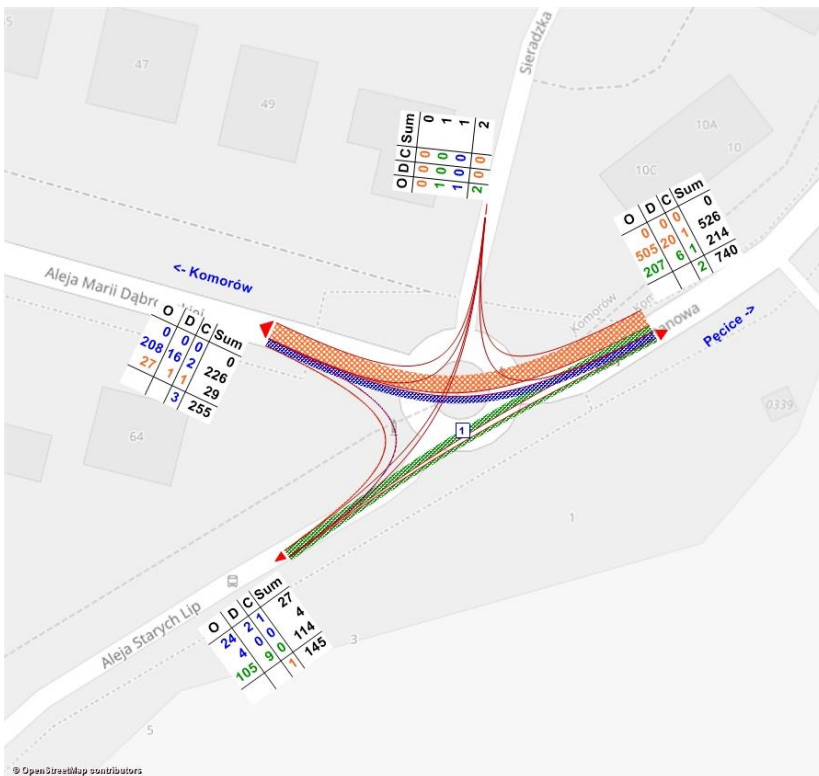 47
49
Sieradzka
10A
10
10C
O D C Sum
0 0 0 0
1 0 0 1
1 0 0 1
2 0 2
O D C Sum
0 0 0 0
505 20 1 526
207 6 1 214
2 740
<- Komorów
Aleja Marii Dąbro
Komorów
Kom
anowa
Pęcice ->
O D C Sum
0 0 0 0
208 16 2 226
27 1 1 29
3 255
0339
64
1
1
Aleja Starych Lip
O D C Sum
24 2 1 27
4 0 0 4
105 9 0 114
1 145
3
5
© OpenStreetMap contributors